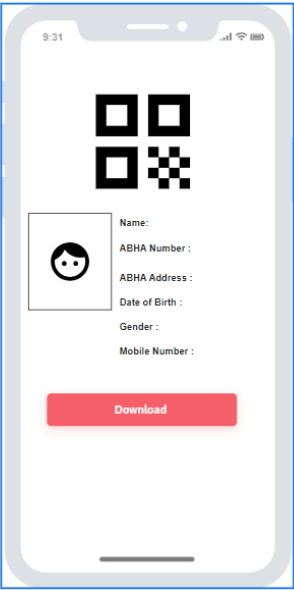 9:31
Name:
ABHA Number :
ABHA Address :
Date of Birth :
Gender :
Mobile Number :
Download